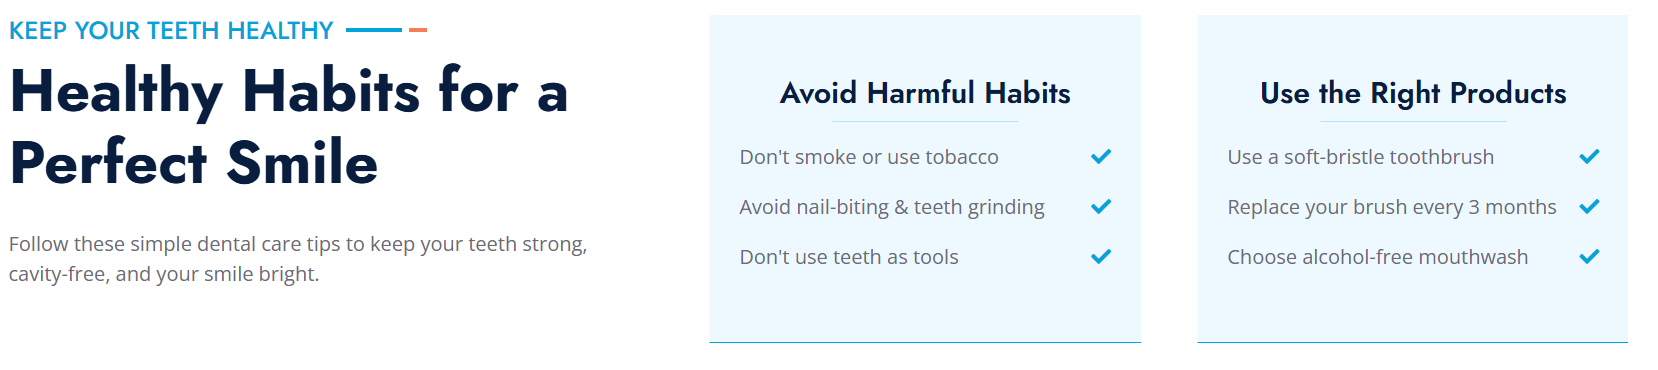 KEEP YOUR TEETH HEALTHY
Healthy Habits for a
Perfect Smile
Follow these simple dental care tips to keep your teeth strong,
cavity-free, and your smile bright.
Avoid Harmful Habits
Don't smoke or use tobacco
Avoid nail-biting & teeth grinding
Don't use teeth as tools
Use the Right Products
Use a soft-bristle toothbrush
Replace your brush every 3 months
Choose alcohol-free mouthwash